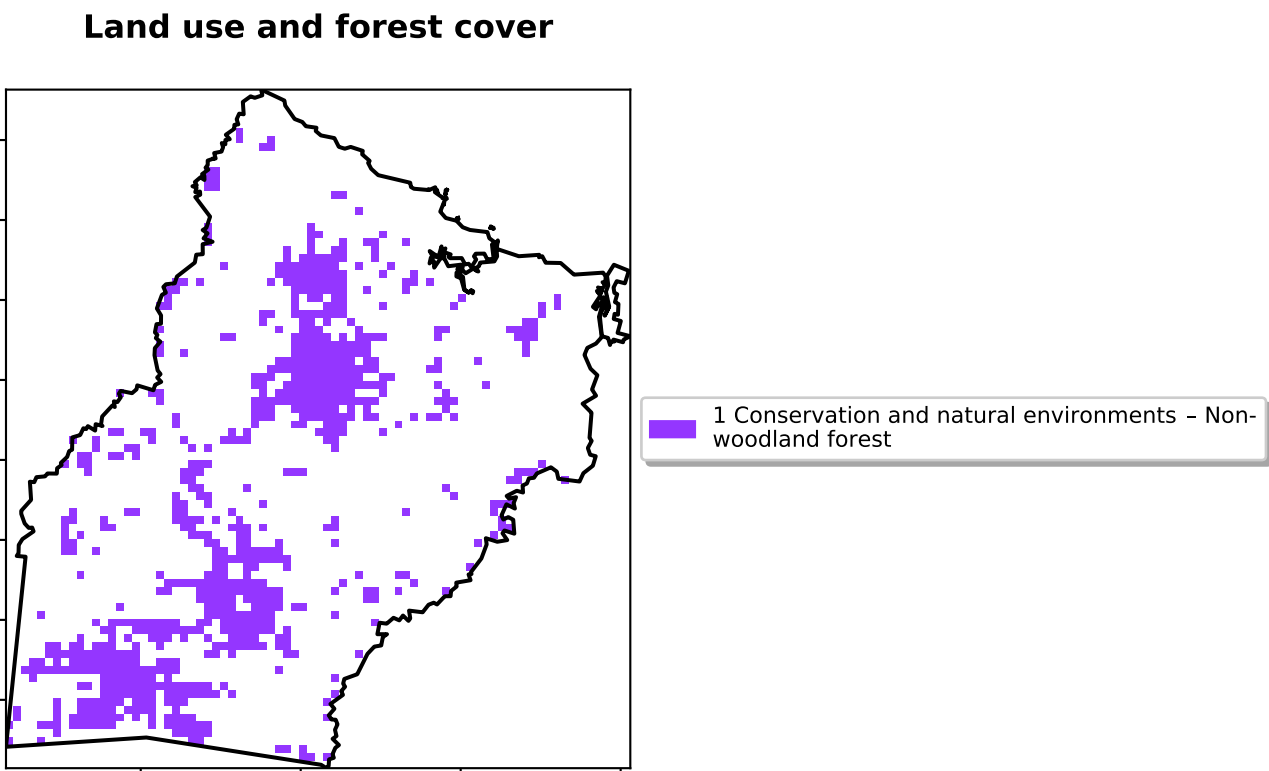 Land use and forest cover
1 Conservation and natural environments – Non-
woodland forest